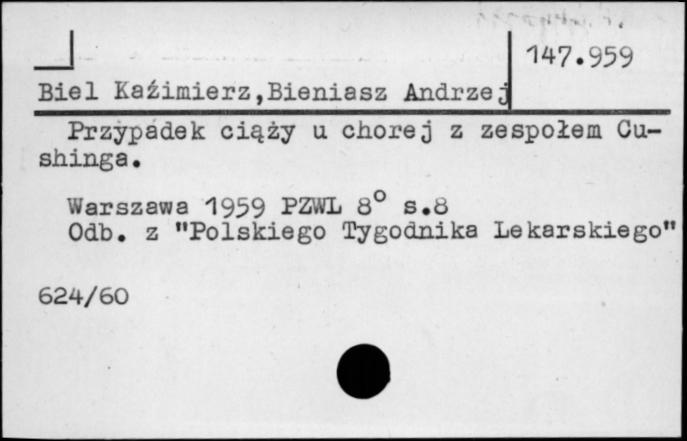 147.959
Biel Kaźimierz,Bieniasz Andrzej
Przypadek ciąży u chorej z zespołem Cu-
shinga.
Warszawa 1959 PZWL 8° s.8
Odb. z "Polskiego Tygodnika Lekarskiego"
624/60